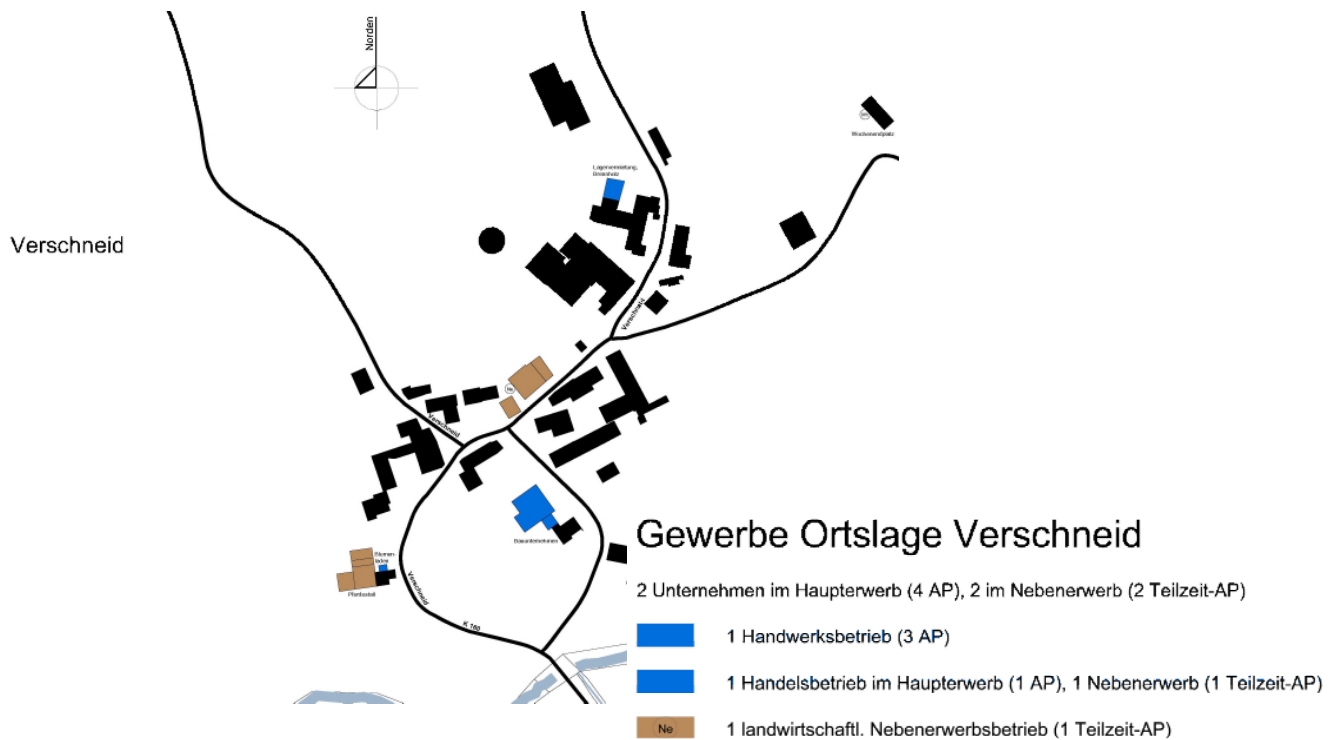 Norden
Wochenendplatz
Lagervermietung,
Brennholz
Verschneid
Verschneid
Ne
Verschneid
Bauunternehmen
Blumen-
laden
Pferdestall
Verschneid
K 160
Gewerbe Ortslage Verschneid
2 Unternehmen im Haupterwerb (4 AP), 2 im Nebenerwerb (2 Teilzeit-AP)
1 Handwerksbetrieb (3 AP)
1 Handelsbetrieb im Haupterwerb (1 AP), 1 Nebenerwerb (1 Teilzeit-AP)
Ne
1 landwirtschaftl. Nebenerwerbsbetrieb (1 Teilzeit-AP)